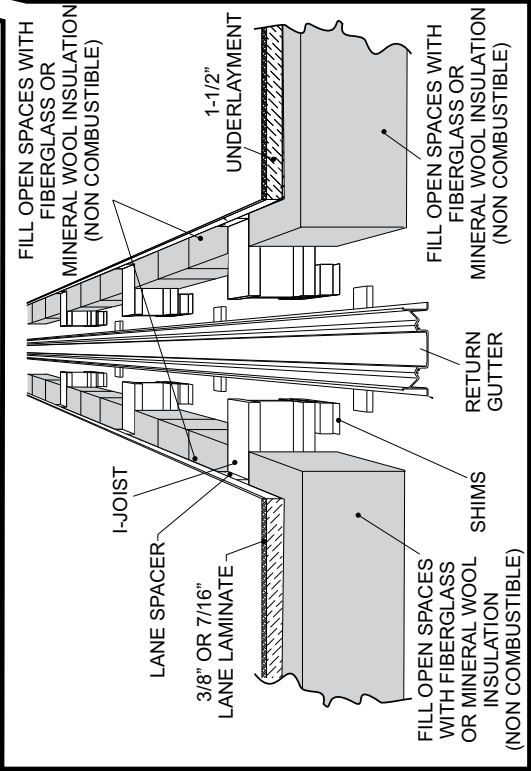 FILL OPEN SPACES WITH
FIBERGLASS OR
MINERAL WOOL INSULATION
(NON COMBUSTIBLE)
1-1/2"
UNDERLAYMENT
I-JOIST
LANE SPACER
3/8" OR 7/16"
LANE LAMINATE
FILL OPEN SPACES
WITH FIBERGLASS
OR MINERAL WOOL
INSULATION
(NON COMBUSTIBLE)
SHIMS
RETURN
GUTTER
FILL OPEN SPACES WITH
FIBERGLASS OR
MINERAL WOOL INSULATION
(NON COMBUSTIBLE)